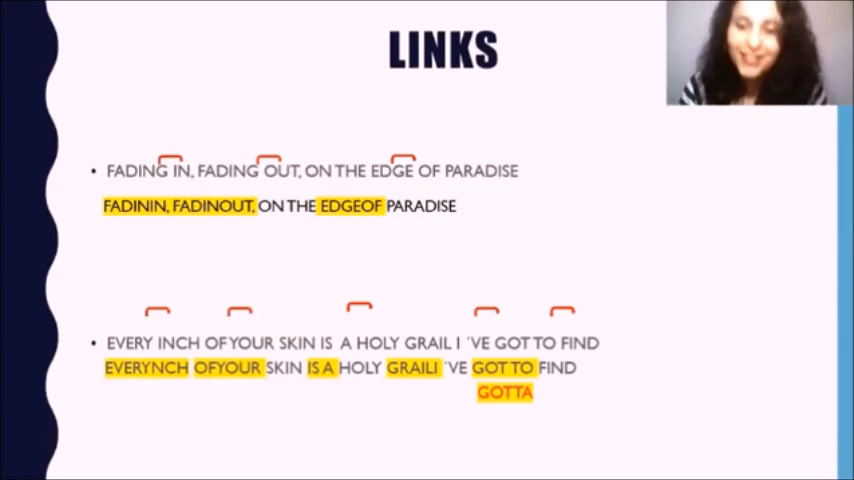 LINKS
• FADING IN, FADING OUT, ON THE EDGE OF PARADISE
FADININ, FADINOUT, ON THE EDGEOF PARADISE
• EVERY INCH OF YOUR SKIN IS A HOLY GRAIL I ´VE GOT TO FIND
EVERYNCH OFYOUR SKIN IS A HOLY GRAILI ´VE GOT TO FIND
GOTTA